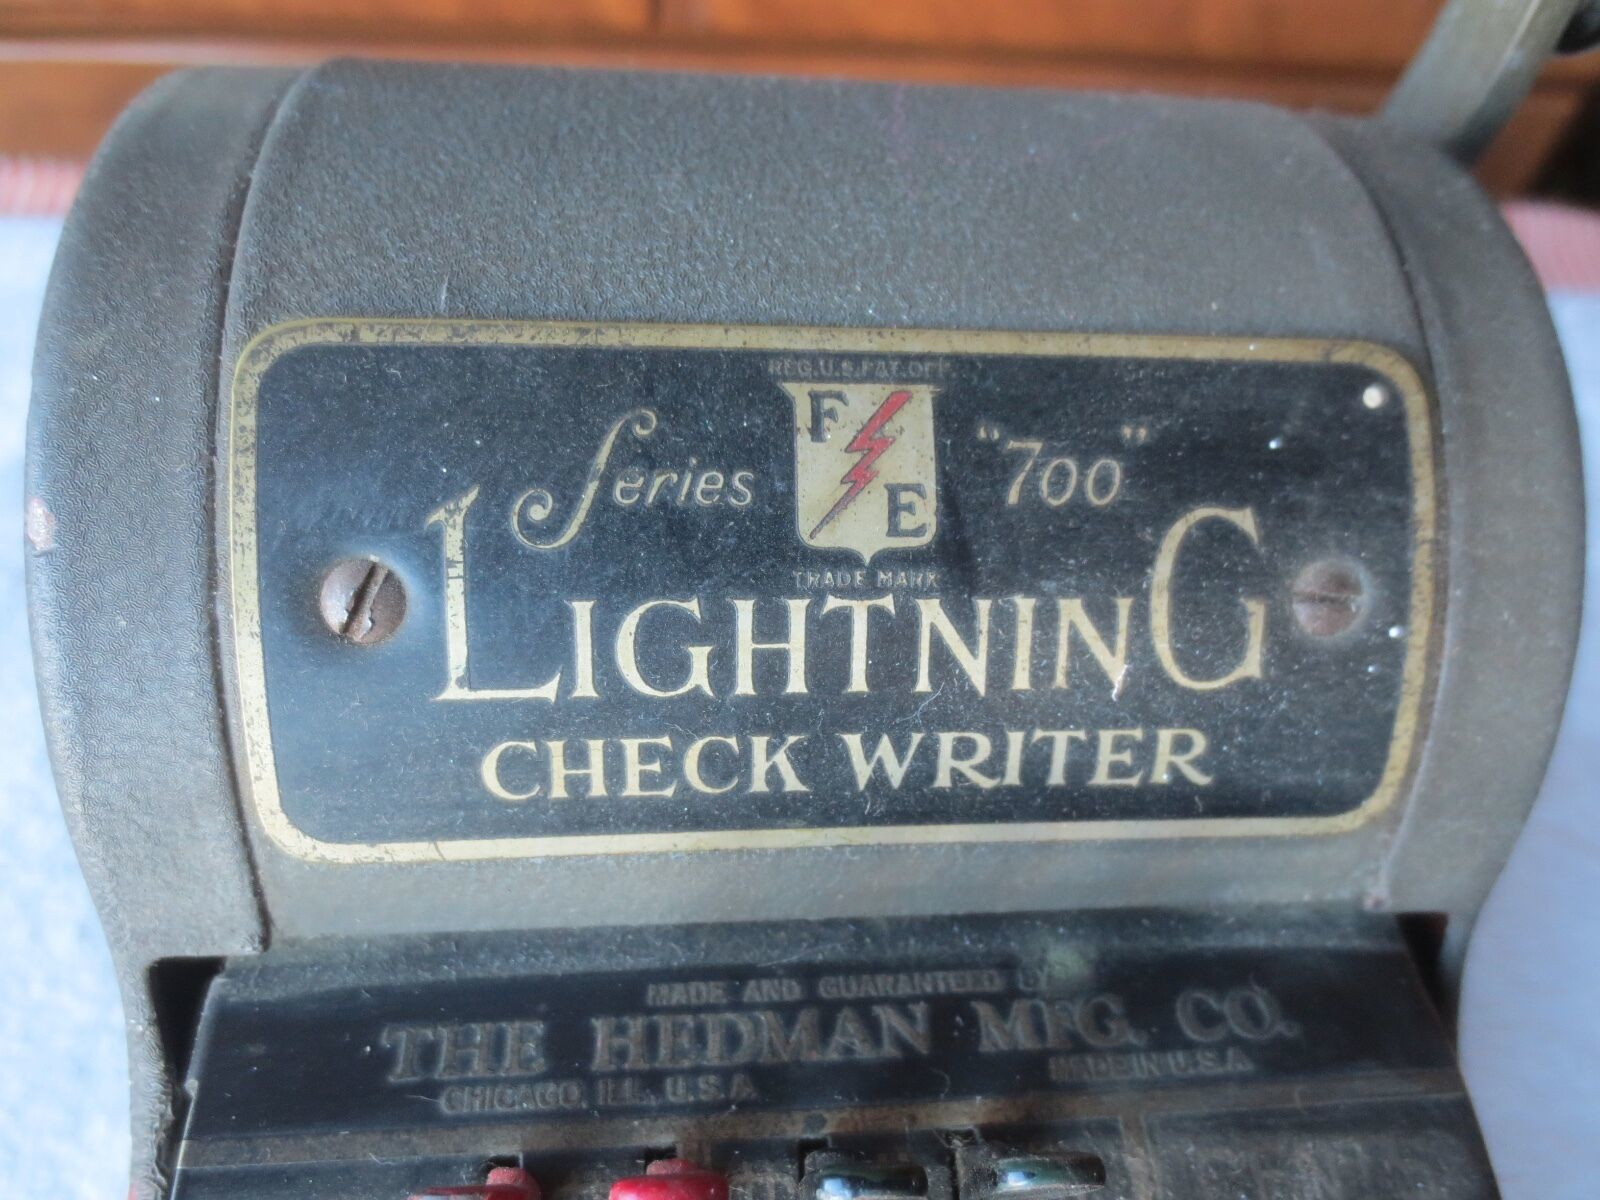 REG. U.S. PAT. OFF.
F E
Series "700"
TRADE MARK
LIGHTNING
CHECK WRITER
MADE AND GUARANTEED BY
THE HEDMAN MFG. CO.
CHICAGO, ILL., U.S.A. MADE IN U.S.A.